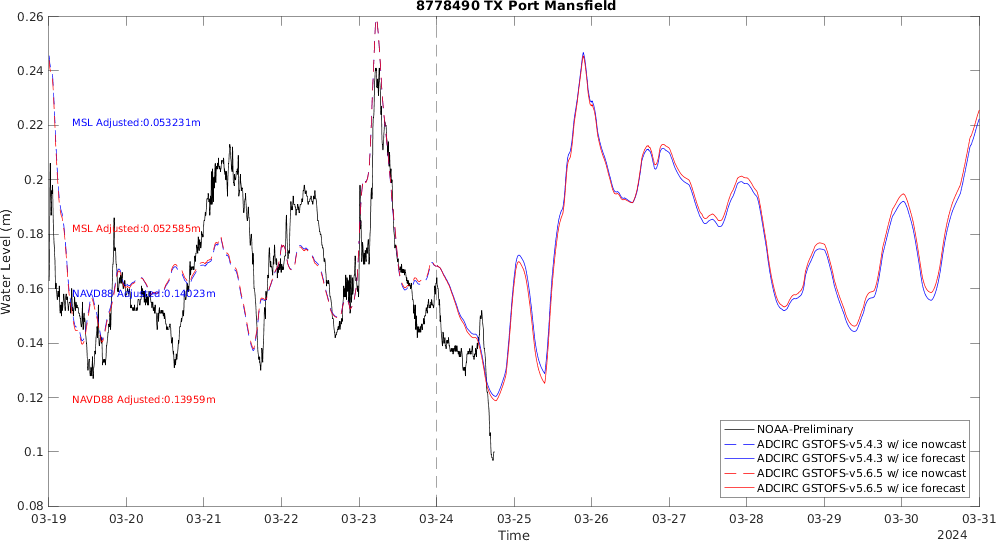 8778490 TX Port Mansfield
0.26
0.24
0.22
0.2
0.18
0.16
0.14
0.12
0.1
0.08
Water Level (m)
MSL Adjusted:0.053231m
MSL Adjusted:0.052585m
NAVD88 Adjusted:0.14023m
NAVD88 Adjusted:0.13959m
NOAA-Preliminary
ADCIRC GSTOFS-v5.4.3 w/ ice nowcast
ADCIRC GSTOFS-v5.4.3 w/ ice forecast
ADCIRC GSTOFS-v5.6.5 w/ ice nowcast
ADCIRC GSTOFS-v5.6.5 w/ ice forecast
03-19 03-20 03-21 03-22 03-23 03-24 03-25 03-26 03-27 03-28 03-29 03-30 03-31
Time
2024